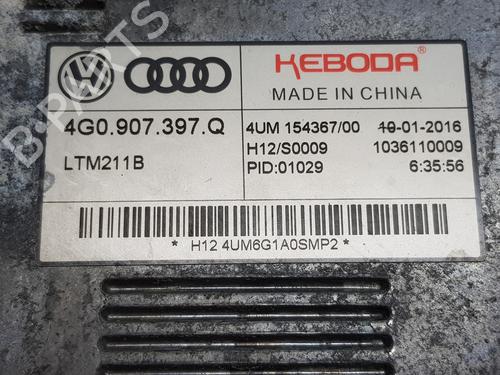 KEBODA®
MADE IN CHINA
4G0.907.397.Q
LTM211B
4UM 154367/00 10-01-2016
H12/S0009 1036110009
PID:01029 6:35:56
* H12 4UM6G1A0SMP2 *
B-PARTS